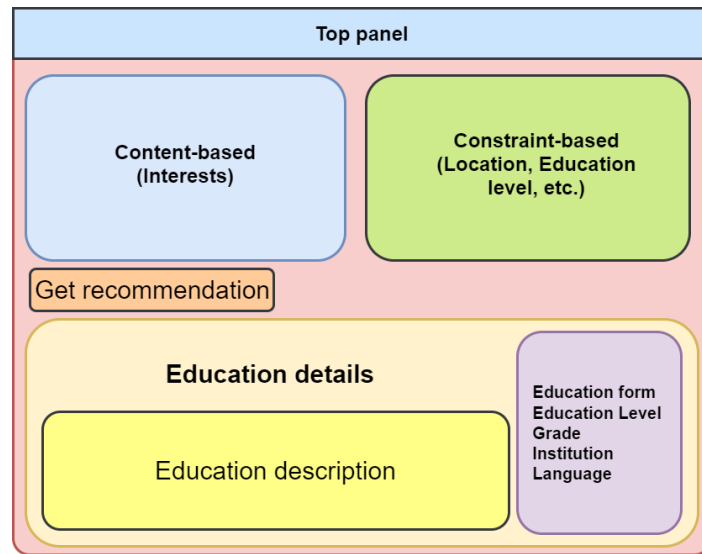 Top panel
Content-based
(Interests)
Constraint-based
(Location, Education
level, etc.)
Get recommendation
Education details
Education description
Education form
Education Level
Grade
Institution
Language